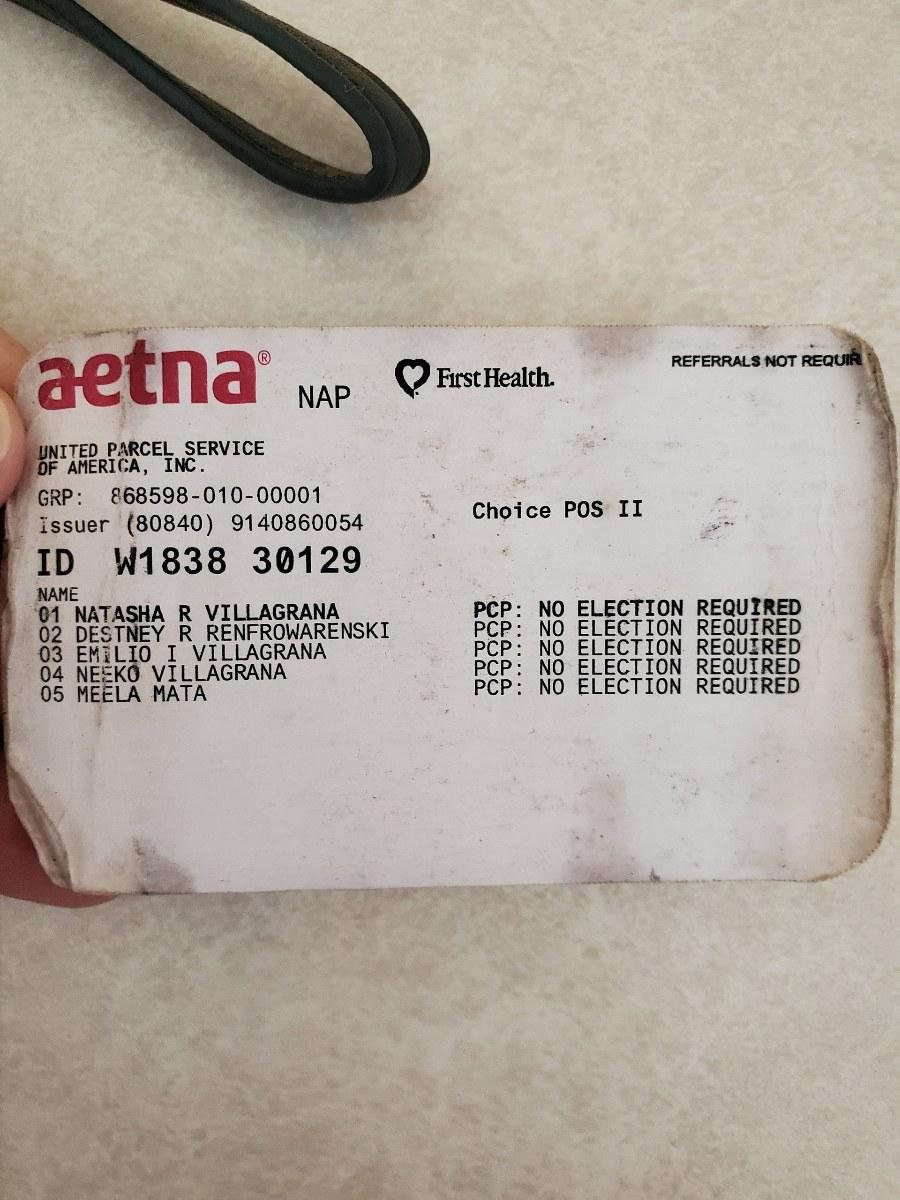 aetna®
NAP
First Health.
REFERRALS NOT REQUIR
UNITED PARCEL SERVICE
OF AMERICA, INC.
GRP: 868598-010-00001
Issuer (80840) 9140860054
Choice POS II
ID W1838 30129
NAME
01 NATASHA R VILLAGRANA PCP: NO ELECTION REQUIRED
02 DESTNEY R RENFROWARENSKI PCP: NO ELECTION REQUIRED
03 EMILIO I VILLAGRANA PCP: NO ELECTION REQUIRED
04 NEEKO VILLAGRANA PCP: NO ELECTION REQUIRED
05 MEELA MATA PCP: NO ELECTION REQUIRED